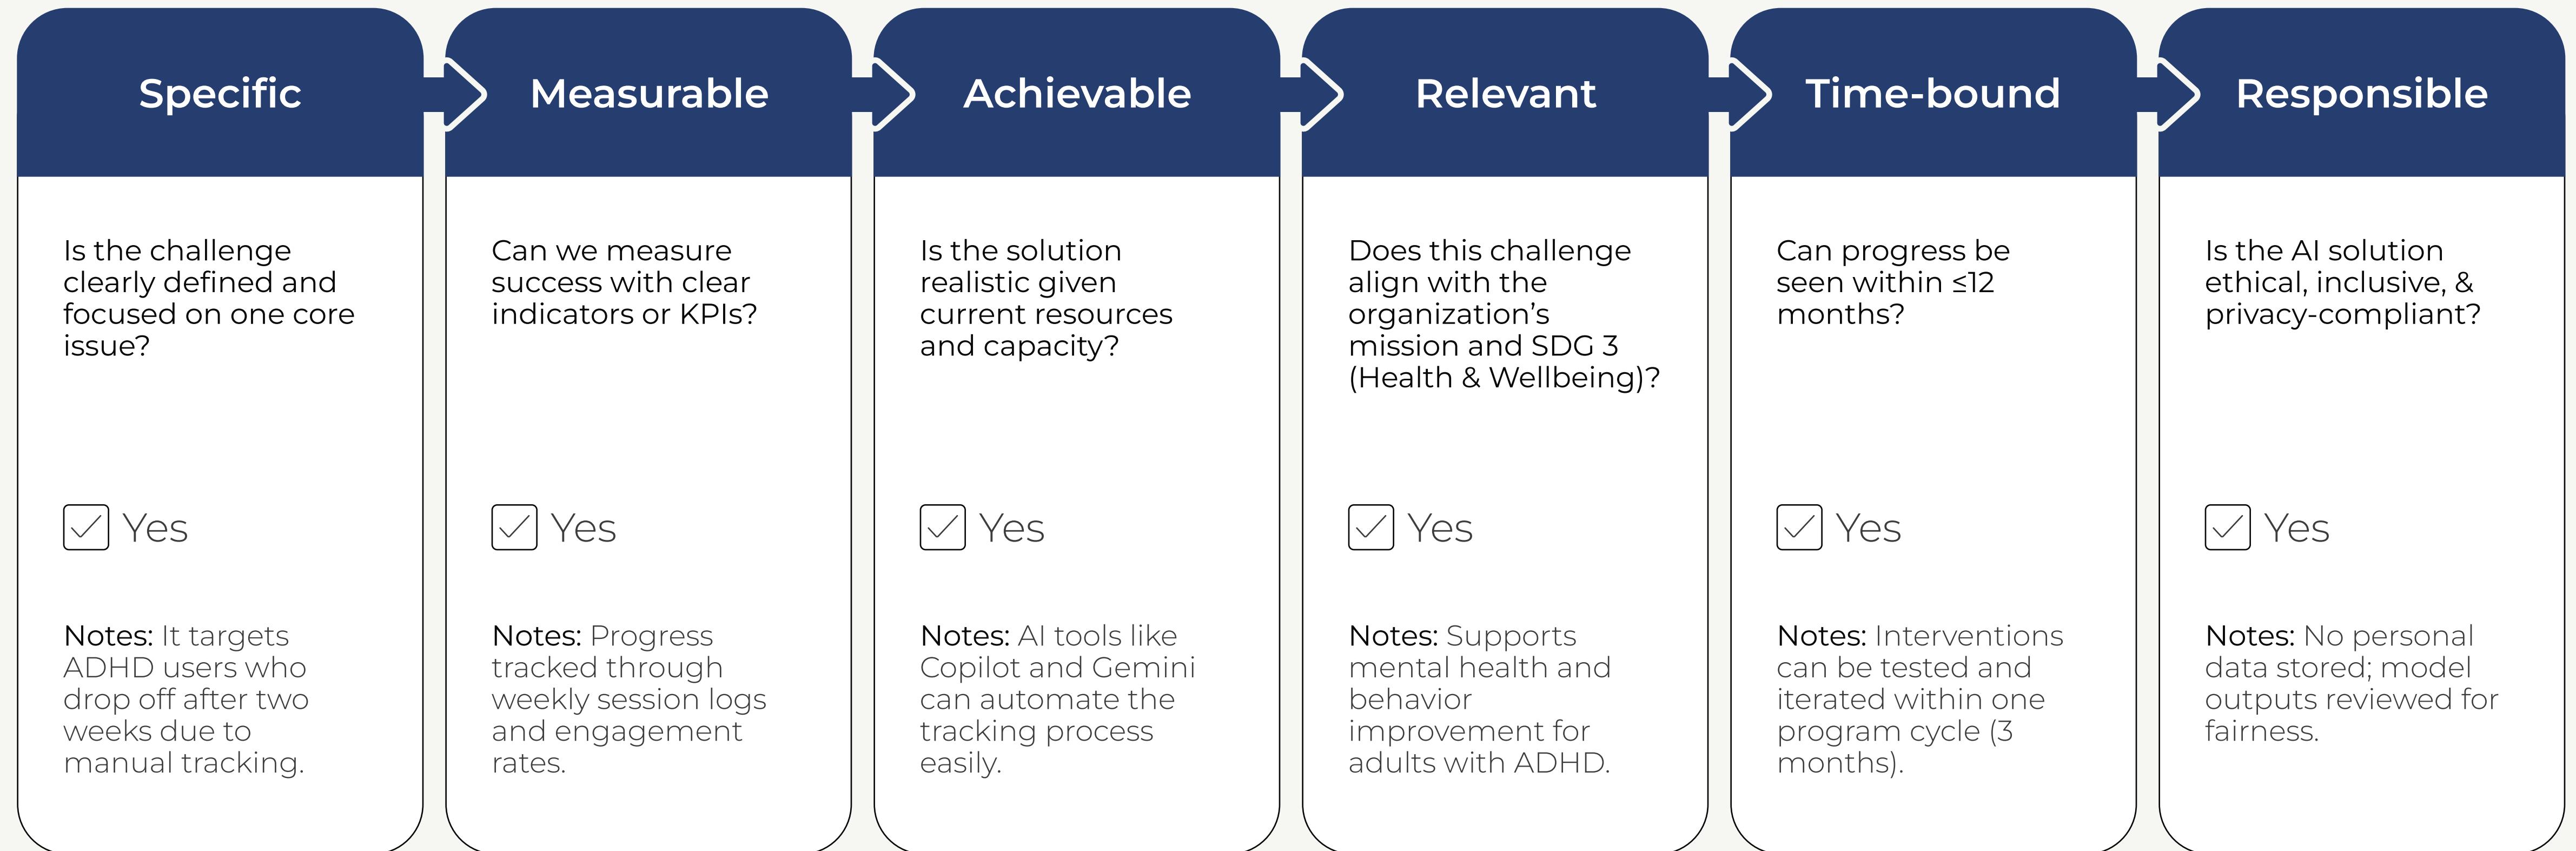 Specific
Is the challenge
clearly defined and
focused on one core
issue?
Yes
Notes: It targets
ADHD users who
drop off after two
weeks due to
manual tracking.
Measurable
Can we measure
success with clear
indicators or KPIs?
Yes
Notes: Progress
tracked through
weekly session logs
and engagement
rates.
Achievable
Is the solution
realistic given
current resources
and capacity?
Yes
Notes: AI tools like
Copilot and Gemini
can automate the
tracking process
easily.
Relevant
Does this challenge
align with the
organization’s
mission and SDG 3
(Health & Wellbeing)?
Yes
Notes: Supports
mental health and
behavior
improvement for
adults with ADHD.
Time-bound
Can progress be
seen within ≤12
months?
Yes
Notes: Interventions
can be tested and
iterated within one
program cycle (3
months).
Responsible
Is the AI solution
ethical, inclusive, &
privacy-compliant?
Yes
Notes: No personal
data stored; model
outputs reviewed for
fairness.